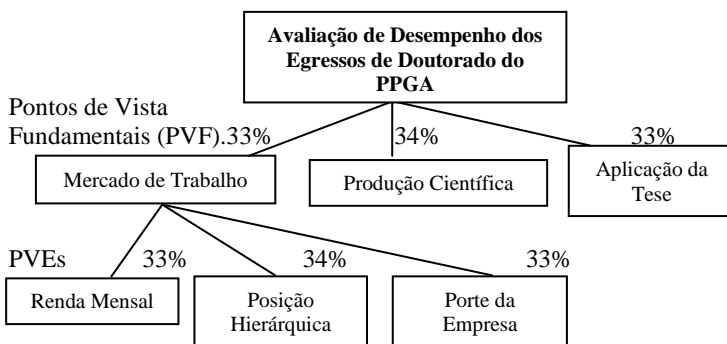 Avaliação de Desempenho dos
Egressos de Doutorado do
PPGA
Pontos de Vista
Fundamentais (PVF).33%
34%
33%
Mercado de Trabalho
Produção Científica
Aplicação da
Tese
PVEs
33%
34%
33%
Renda Mensal
Posição
Hierárquica
Porte da
Empresa